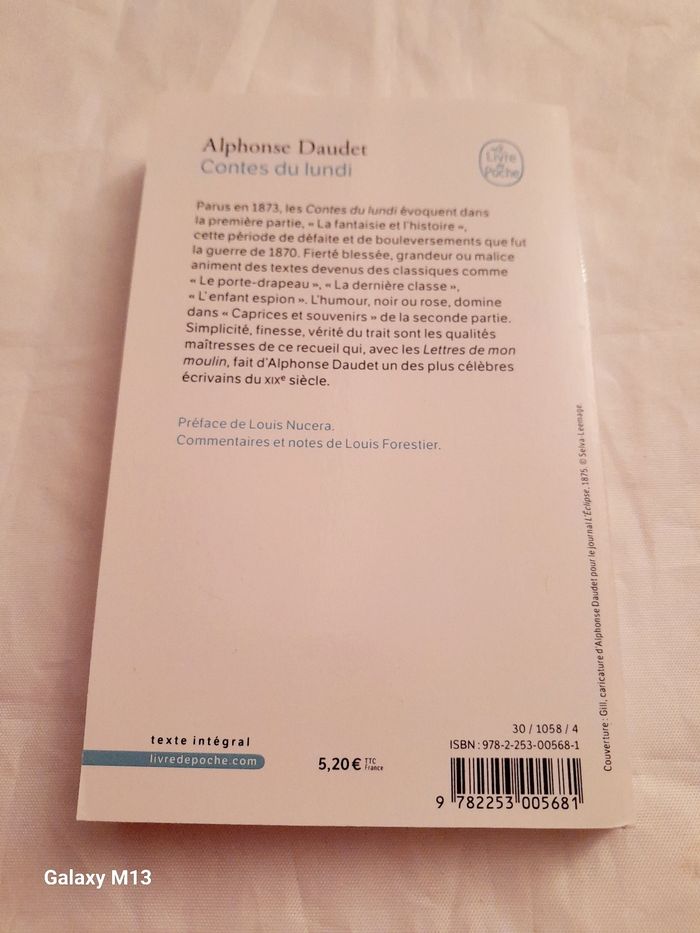 Alphonse Daudet
Contes du lundi
Le
Livre
de
Poche
Parus en 1873, les Contes du lundi évoquent dans
la première partie, « La fantaisie et l'histoire »,
cette période de défaite et de bouleversements que fut
la guerre de 1870. Fierté blessée, grandeur ou malice
animent des textes devenus des classiques comme
« Le porte-drapeau », « La dernière classe »,
« L'enfant espion ». L'humour, noir ou rose, domine
dans « Caprices et souvenirs » de la seconde partie.
Simplicité, finesse, vérité du trait sont les qualités
maîtresses de ce recueil qui, avec les Lettres de mon
moulin, fait d'Alphonse Daudet un des plus célèbres
écrivains du XIXe siècle.
Préface de Louis Nucera.
Commentaires et notes de Louis Forestier.
Couverture : Gill, caricature d'Alphonse Daudet pour le journal L'Éclipse, 1875. © Selva-Leemage.
texte intégral
livredepoche.com
5,20 € TTC
France
30 / 1058 / 4
ISBN : 978-2-253-00568-1
9 782253 005681
Galaxy M13